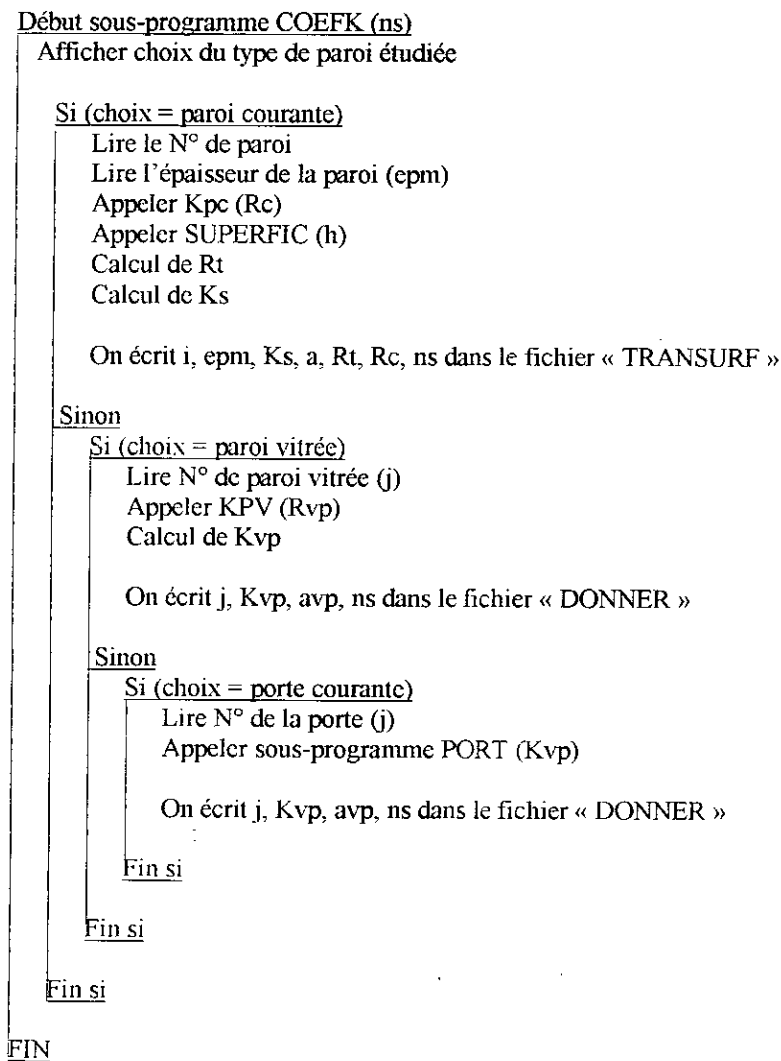 Début sous-programme COEFK (ns)
Afficher choix du type de paroi étudiée
Si (choix = paroi courante)
Lire le N° de paroi
Lire l'épaisseur de la paroi (epm)
Appeler Kpc (Rc)
Appeler SUPERFIC (h)
Calcul de Rt
Calcul de Ks
On écrit i, epm, Ks, a, Rt, Rc, ns dans le fichier « TRANSURF »
Sinon
Si (choix = paroi vitrée)
Lire N° de paroi vitrée (j)
Appeler KPV (Rvp)
Calcul de Kvp
On écrit j, Kvp, avp, ns dans le fichier « DONNER »
Sinon
Si (choix = porte courante)
Lire N° de la porte (j)
Appeler sous-programme PORT (Kvp)
On écrit j, Kvp, avp, ns dans le fichier « DONNER »
Fin si
Fin si
Fin si
FIN